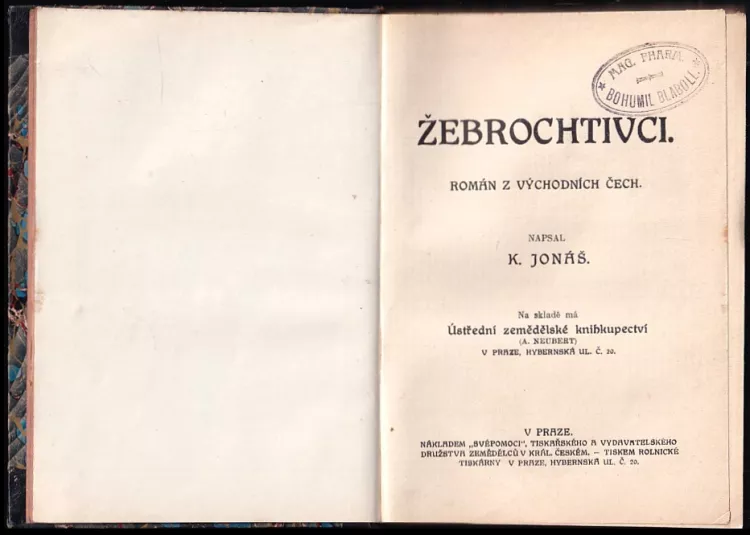 MAG. PHARM.
BOHUMIL BLABOLL.
ŽEBROCHTIVCI.
ROMÁN Z VÝCHODNÍCH ČECH.
NAPSAL
K. JONÁŠ.
Na skladě má
Ústřední zemědělské knihkupectví
(A. NEUBERT)
V PRAZE, HYBERNSKÁ UL. Č. 20.
V PRAZE.
NÁKLADEM „SVÉPOMOCI“, TISKAŘSKÉHO A VYDAVATELSKÉHO
DRUŽSTVA ZEMĚDĚLCŮ V KRÁL. ČESKÉM. – TISKEM ROLNICKÉ
TISKÁRNY V PRAZE, HYBERNSKÁ UL. Č. 20.